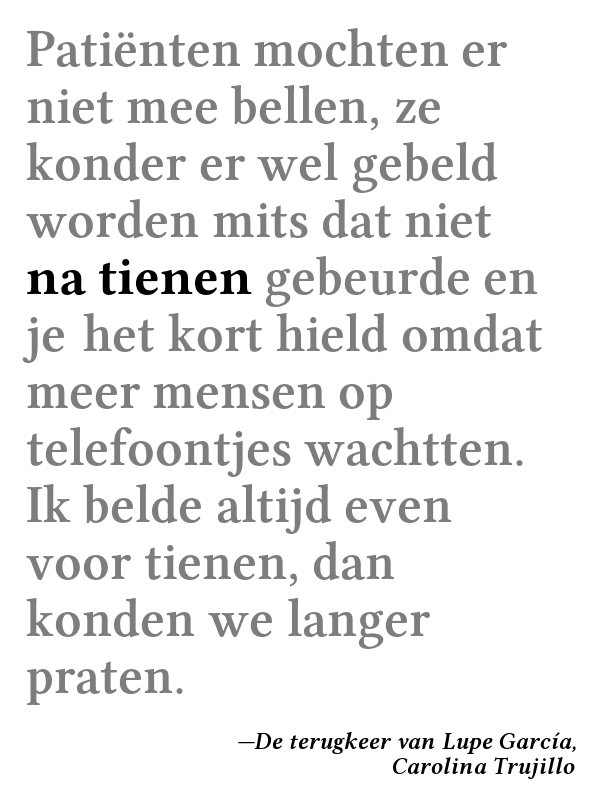 Patiënten mochten er
niet mee bellen, ze
konder er wel gebeld
worden mits dat niet
na tienen gebeurde en
je het kort hield omdat
meer mensen op
telefoontjes wachtten.
Ik belde altijd even
voor tienen, dan
konden we langer
praten.
—De terugkeer van Lupe García,
Carolina Trujillo